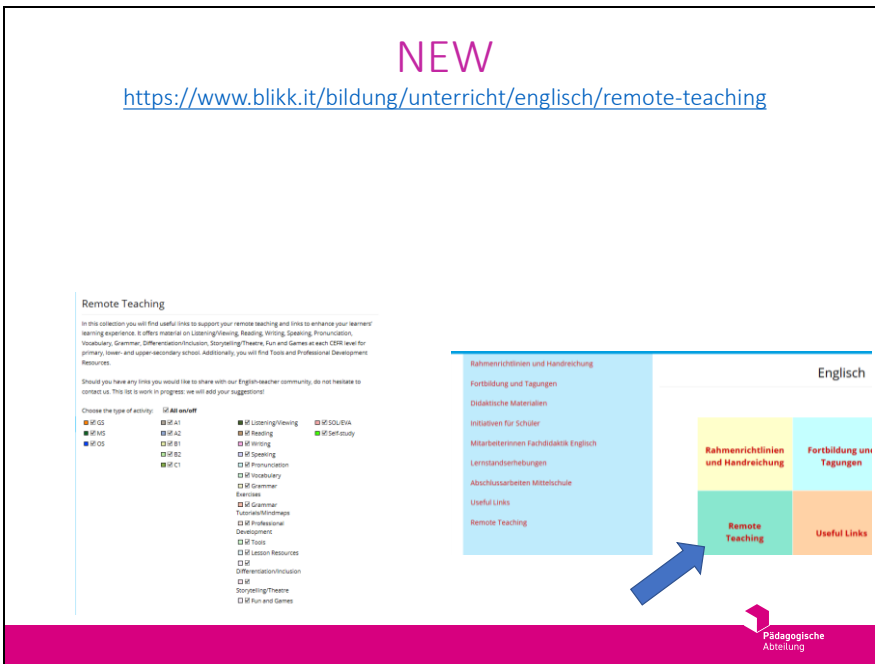 NEW
https://www.blikk.it/bildung/unterricht/englisch/remote-teaching
Remote Teaching
In this collection you will find useful links to support your remote teaching and links to enhance your learners'
learning experience. It offers material on Listening/Viewing, Reading, Writing, Speaking, Pronunciation,
Vocabulary, Grammar, Differentiation/Inclusion, Storytelling/Theatre, Fun and Games at each CEFR level for
primary, lower- and upper-secondary school. Additionally, you will find Tools and Professional Development
Resources.
Should you have any links you would like to share with our English-teacher community, do not hesitate to
contact us. This list is work in progress: we will add your suggestions!
Choose the type of activity: All on/off
GS
MS
OS
A1
A2
B1
B2
C1
Listening/Viewing
Reading
Writing
Speaking
Pronunciation
Vocabulary
Grammar
Exercises
Grammar
Tutorials/Mindmaps
Professional
Development
Tools
Lesson Resources
Differentiation/Inclusion
Storytelling/Theatre
Fun and Games
SOL/EVA
Self-study
Rahmenrichtlinien und Handreichung
Fortbildung und Tagungen
Didaktische Materialien
Initiativen für Schüler
Mitarbeiterinnen Fachdidaktik Englisch
Lernstandserhebungen
Abschlussarbeiten Mittelschule
Useful Links
Remote Teaching
Englisch
Rahmenrichtlinien
und Handreichung
Fortbildung und
Tagungen
Remote
Teaching
Useful Links
Pädagogische
Abteilung